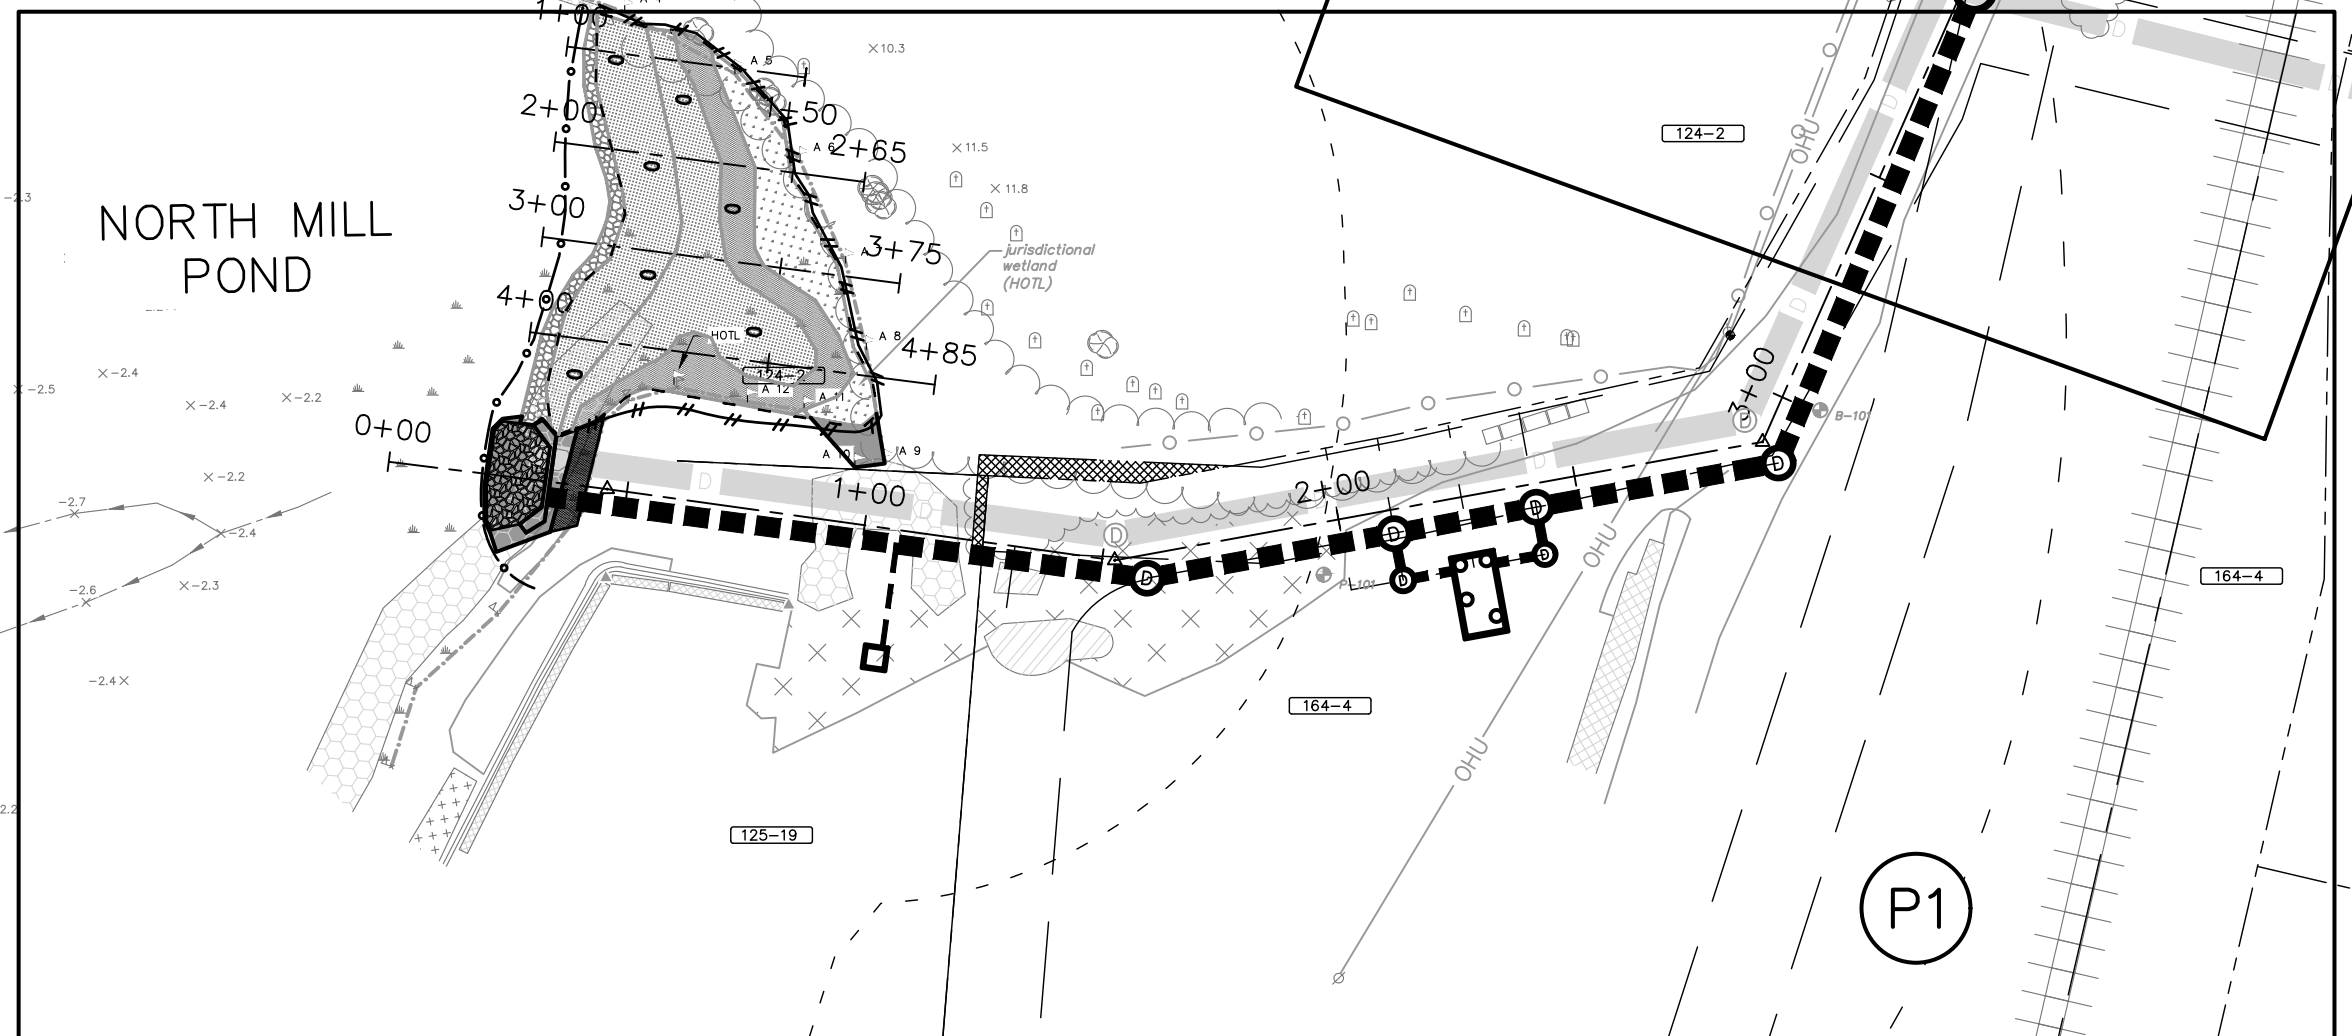 1+00
A 5
×10.3
2+00
+50
A 6
2+65
×11.5
× 11.8
124-2
OHU
D
-2.3
NORTH MILL
POND
3+00
3+75
jurisdictional
wetland
(HOTL)
4+00
HOTL
A 8
4+85
-2.4
-2.5
-2.4
-2.2
124-2
A 12
A 11
0+00
A 10
A 9
3+00
D
B-101
D
-2.2
-2.7
-2.4
1+00
2+00
D
D
D
D
D
OHU
-2.6
-2.3
D
D
D
164-4
-2.4
164-4
OHU
125-19
P1